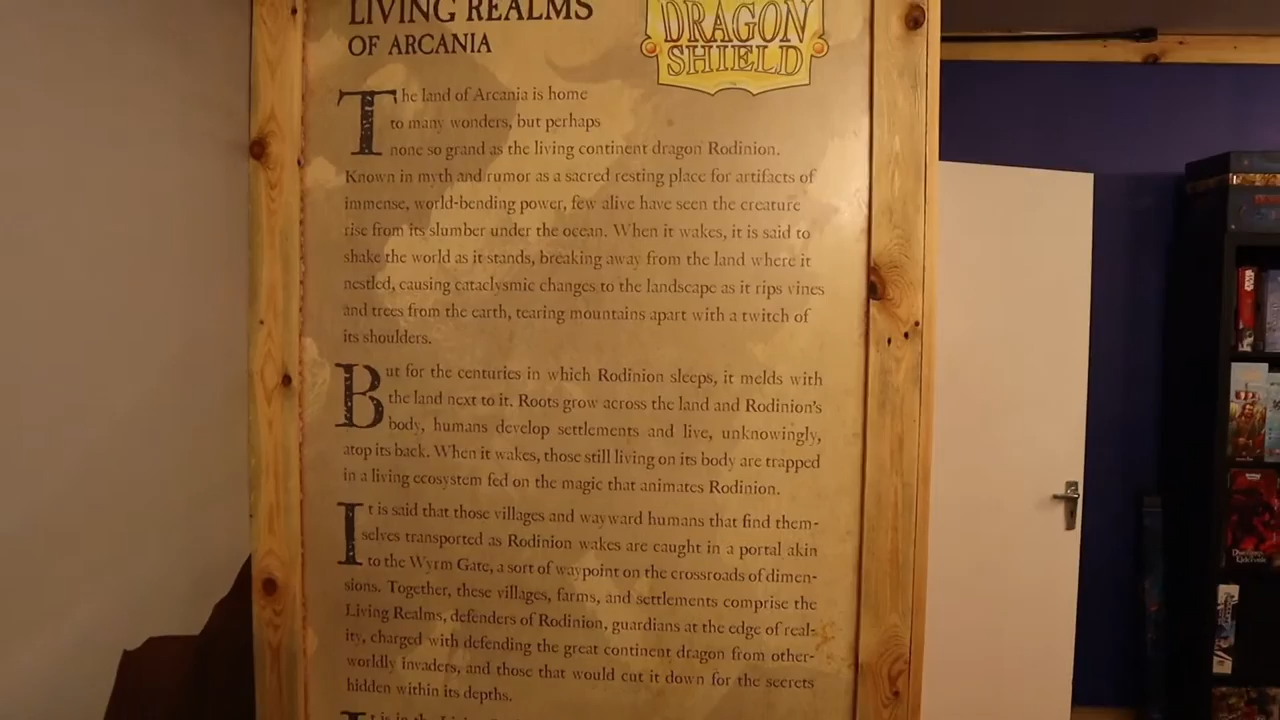 LIVING REALMS
OF ARCANIA
DRAGON
SHIELD
The land of Arcania is home
to many wonders, but perhaps
none so grand as the living continent dragon Rodinion.
Known in myth and rumor as a sacred resting place for artifacts of
immense, world-bending power, few alive have seen the creature
rise from its slumber under the ocean. When it wakes, it is said to
shake the world as it stands, breaking away from the land where it
nestled, causing cataclysmic changes to the landscape as it rips vines
and trees from the earth, tearing mountains apart with a twitch of
its shoulders.
But for the centuries in which Rodinion sleeps, it melds with
the land next to it. Roots grow across the land and Rodinion's
body, humans develop settlements and live, unknowingly,
atop its back. When it wakes, those still living on its body are trapped
in a living ecosystem fed on the magic that animates Rodinion.
It is said that those villages and wayward humans that find them-
selves transported as Rodinion wakes are caught in a portal akin
to the Wyrm Gate, a sort of waypoint on the crossroads of dimen-
sions. Together, these villages, farms, and settlements comprise the
Living Realms, defenders of Rodinion, guardians at the edge of real-
ity, charged with defending the great continent dragon from other-
worldly invaders, and those that would cut it down for the secrets
hidden within its depths.
It is in the